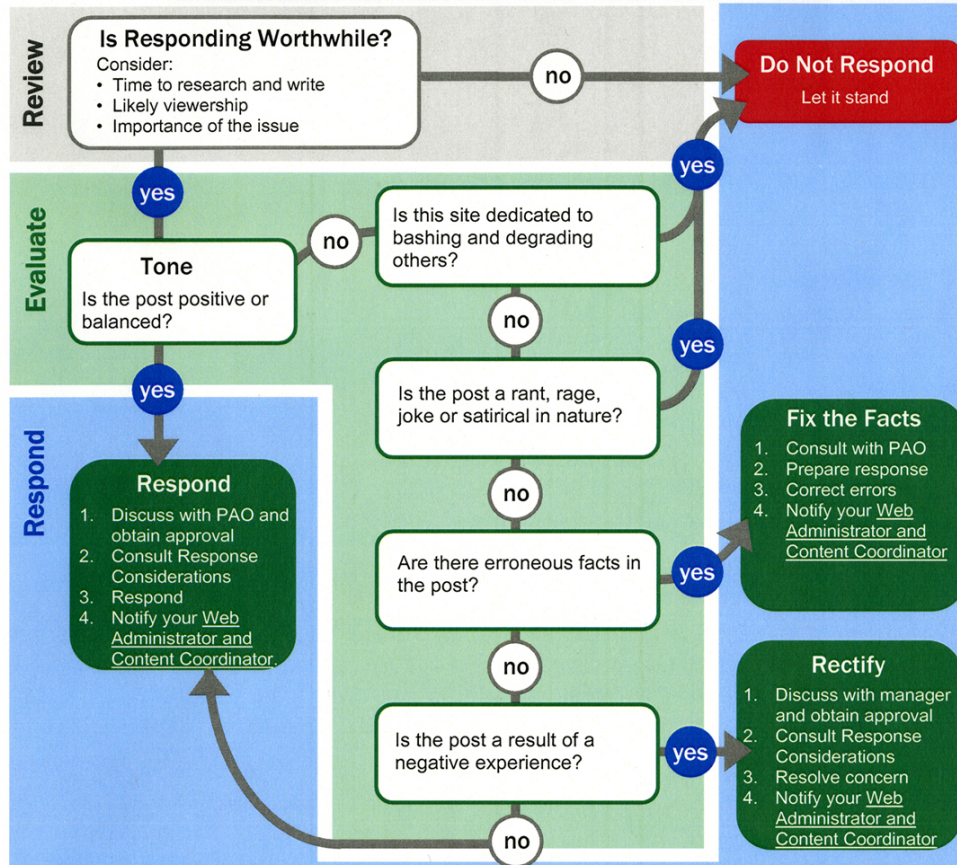 Review
Is Responding Worthwhile?
Consider:
• Time to research and write
• Likely viewership
• Importance of the issue
no
Do Not Respond
Let it stand
yes
yes
Evaluate
Tone
Is the post positive or
balanced?
no
Is this site dedicated to
bashing and degrading
others?
no
yes
yes
Is the post a rant, rage,
joke or satirical in nature?
Respond
Respond
1. Discuss with PAO and
obtain approval
2. Consult Response
Considerations
3. Respond
4. Notify your Web
Administrator and
Content Coordinator.
no
Are there erroneous facts in
the post?
yes
Fix the Facts
1. Consult with PAO
2. Prepare response
3. Correct errors
4. Notify your Web
Administrator and
Content Coordinator
no
Is the post a result of a
negative experience?
yes
Rectify
1. Discuss with manager
and obtain approval
2. Consult Response
Considerations
3. Resolve concern
4. Notify your Web
Administrator and
Content Coordinator
no